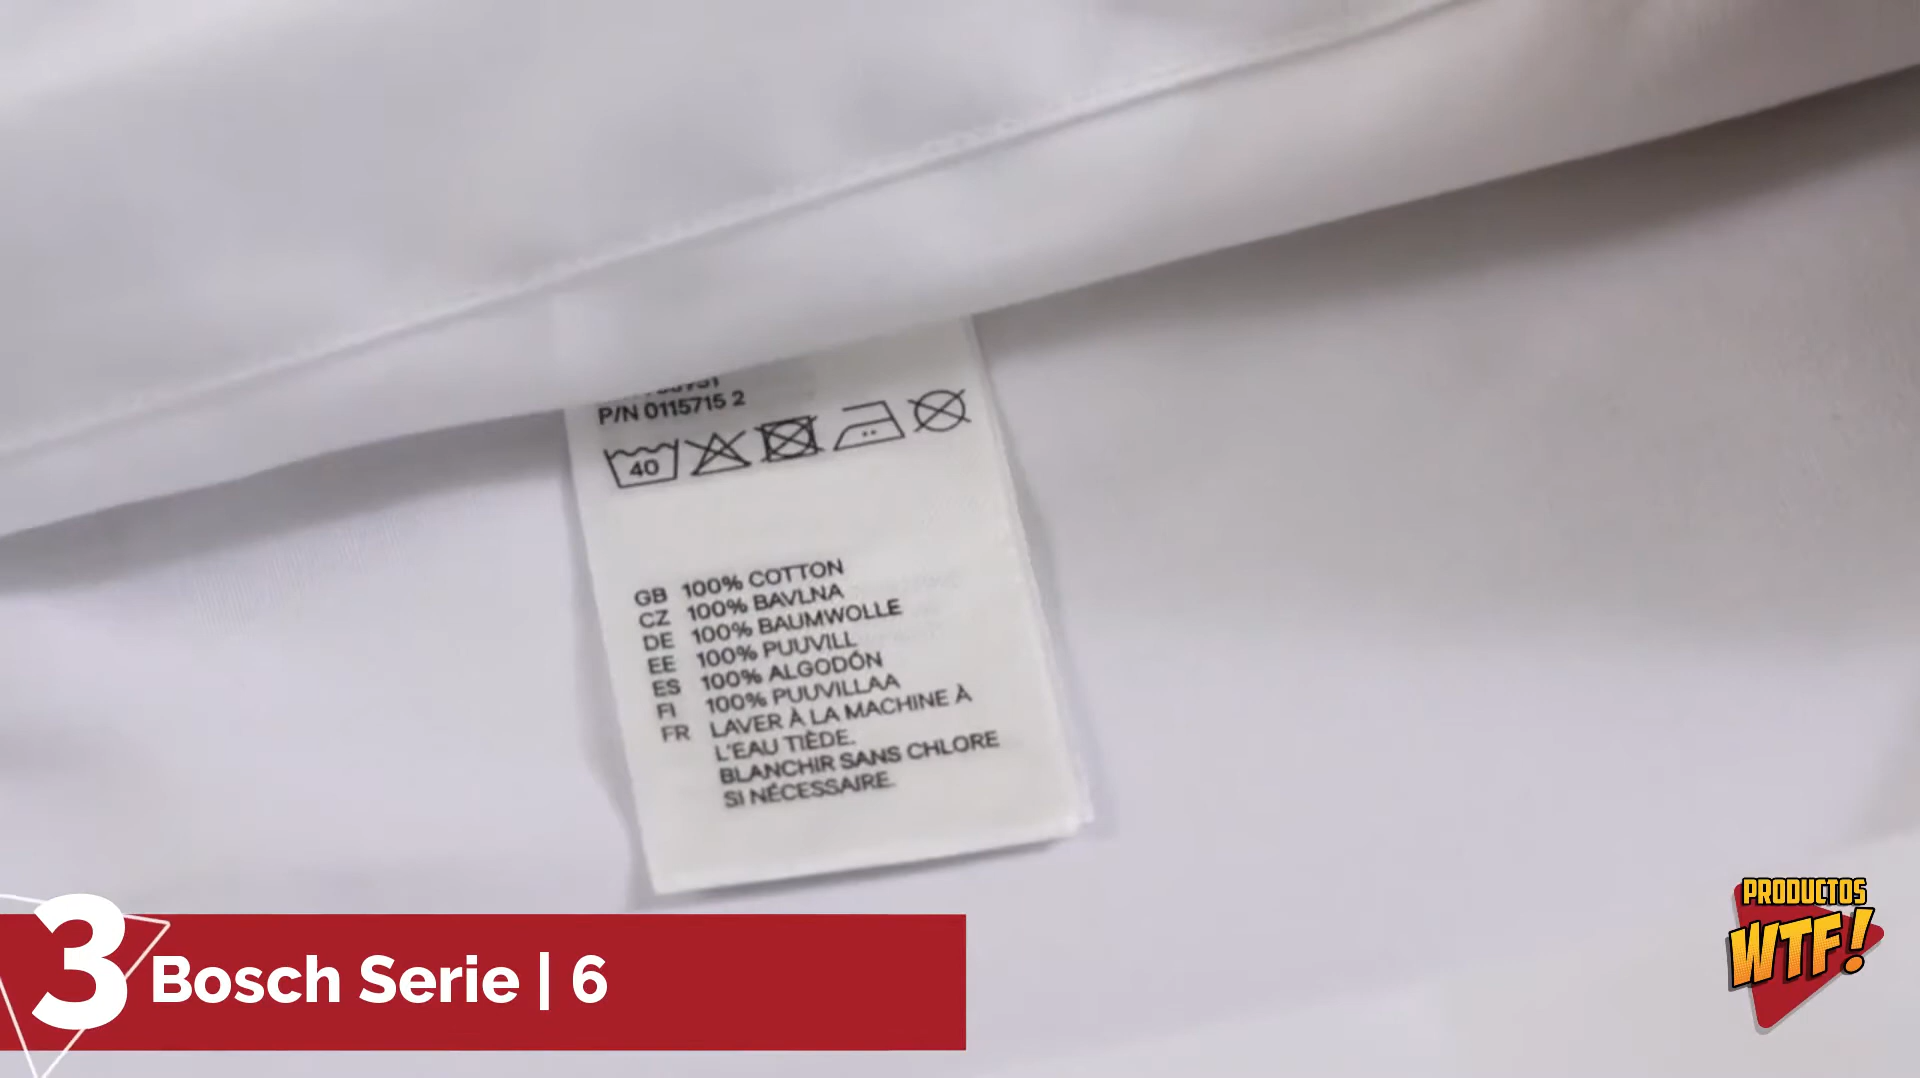 P/N 0115715 2
40
GB 100% COTTON
CZ 100% BAVLNA
DE 100% BAUMWOLLE
EE 100% PUUVILL
ES 100% ALGODÓN
FI 100% PUUVILLAA
FR LAVER À LA MACHINE À
L'EAU TIÈDE.
BLANCHIR SANS CHLORE
SI NÉCESSAIRE.
3 Bosch Serie | 6
PRODUCTOS
WTF!